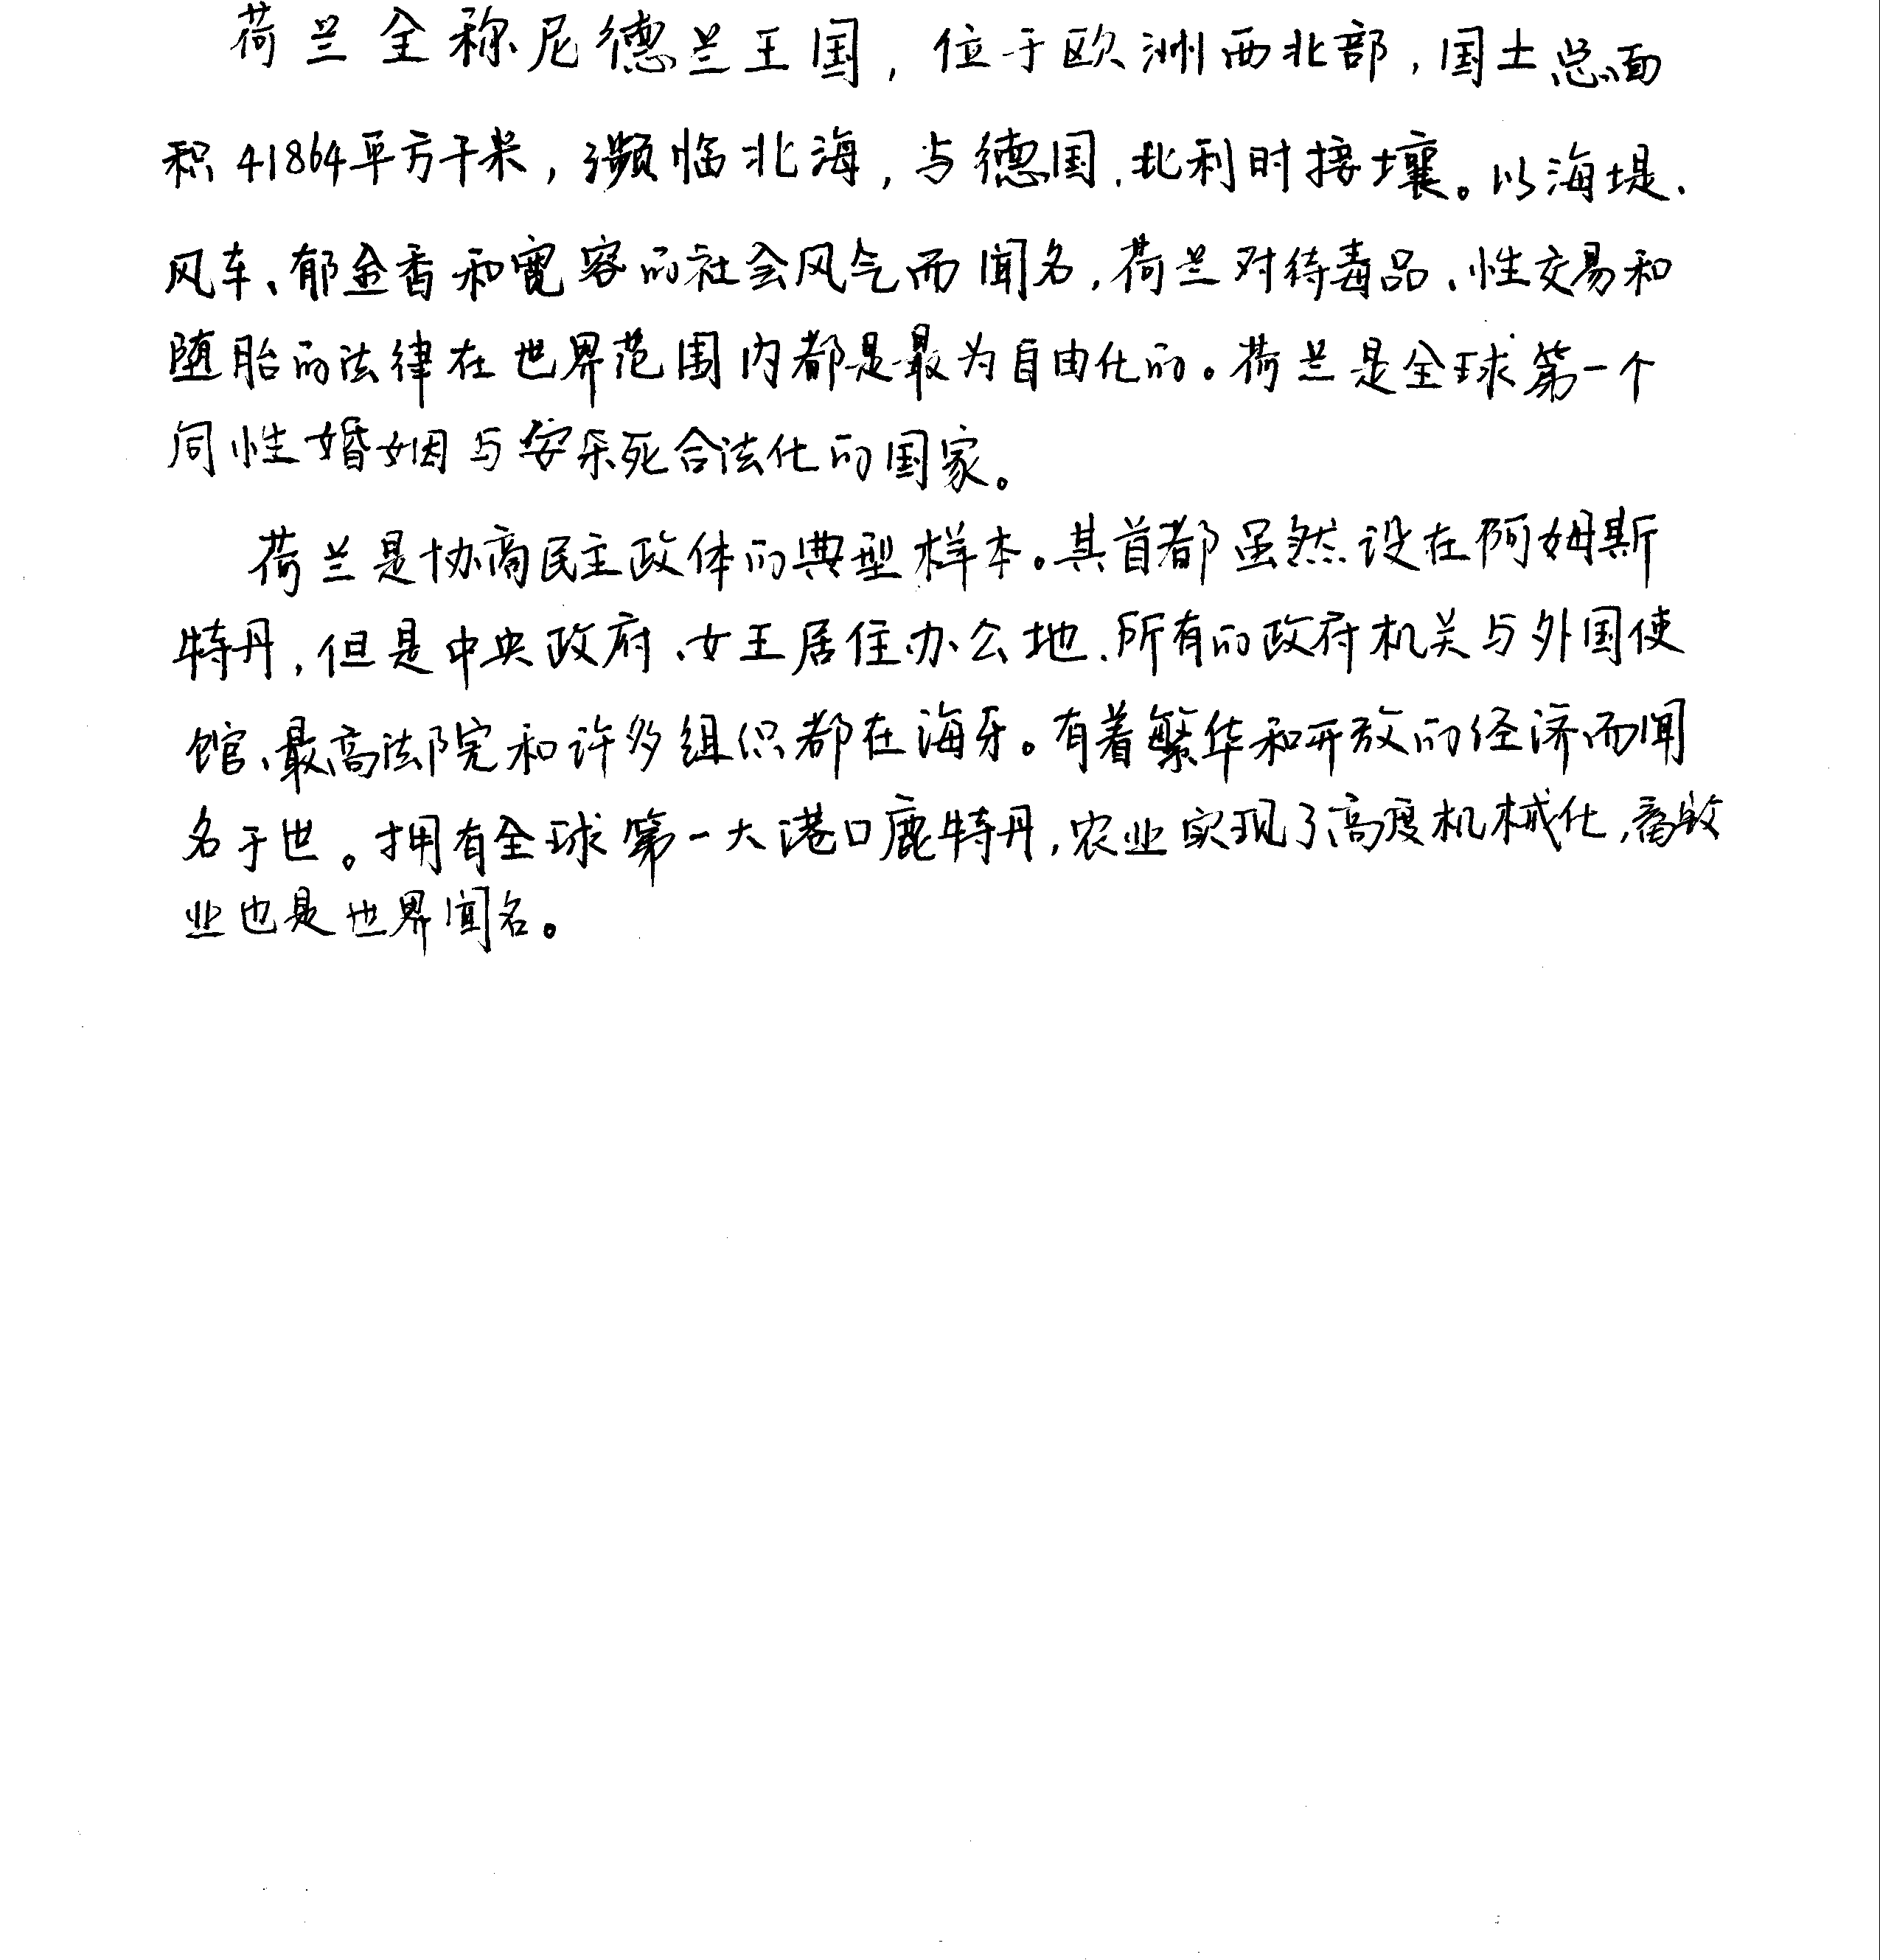 荷兰全称尼德兰王国，位于欧洲西北部，国土总面
积41864平方千米，濒临北海，与德国、比利时接壤。以海堤、
风车、郁金香和宽容的社会风气而闻名，荷兰对待毒品、性交易和
堕胎的法律在世界范围内都是最为自由化的。荷兰是全球第一个
同性婚姻与安乐死合法化的国家。
荷兰是协商民主政体的典型样本。其首都虽然设在阿姆斯
特丹，但是中央政府、女王居住办公地、所有的政府机关与外国使
馆、最高法院和许多组织都在海牙。有着繁华和开放的经济而闻
名于世。拥有全球第一大港口鹿特丹，农业实现了高度机械化，畜牧
业也是世界闻名。